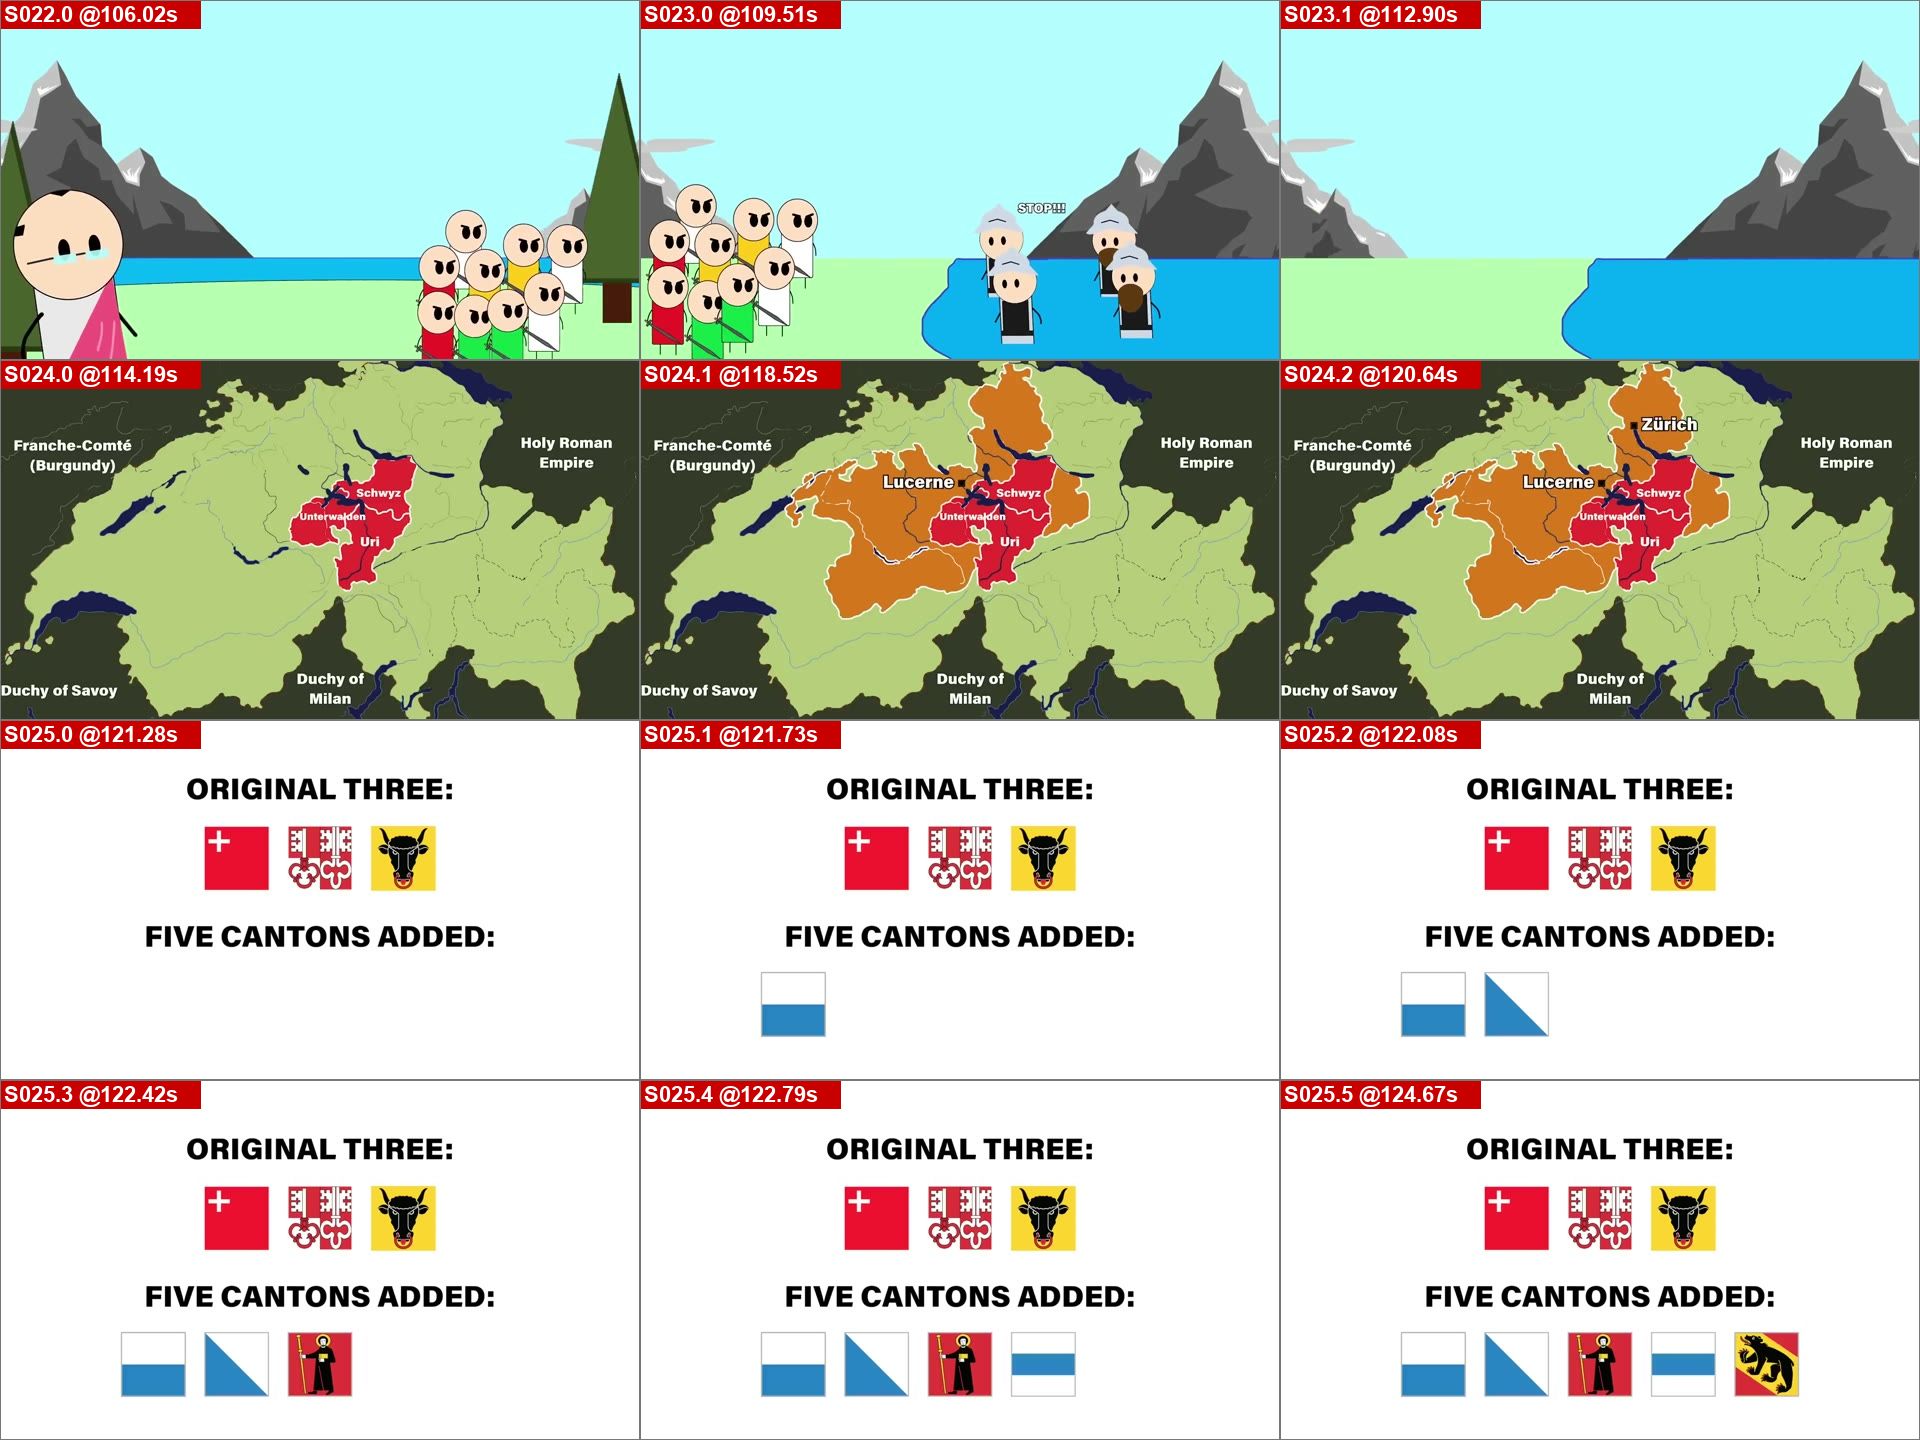 S022.0 @106.02s
S023.0 @109.51s
S023.1 @112.90s
STOP!!!
S024.0 @114.19s
S024.1 @118.52s
S024.2 @120.64s
Franche-Comté
(Burgundy)
Holy Roman
Empire
Schwyz
Unterwalden
Uri
Duchy of Savoy
Duchy of
Milan
Franche-Comté
(Burgundy)
Holy Roman
Empire
Lucerne
Schwyz
Unterwalden
Uri
Duchy of Savoy
Duchy of
Milan
Franche-Comté
(Burgundy)
Zürich
Holy Roman
Empire
Lucerne
Schwyz
Unterwalden
Uri
Duchy of Savoy
Duchy of
Milan
S025.0 @121.28s
S025.1 @121.73s
S025.2 @122.08s
ORIGINAL THREE:
FIVE CANTONS ADDED:
ORIGINAL THREE:
FIVE CANTONS ADDED:
ORIGINAL THREE:
FIVE CANTONS ADDED:
S025.3 @122.42s
S025.4 @122.79s
S025.5 @124.67s
ORIGINAL THREE:
FIVE CANTONS ADDED:
ORIGINAL THREE:
FIVE CANTONS ADDED:
ORIGINAL THREE:
FIVE CANTONS ADDED: